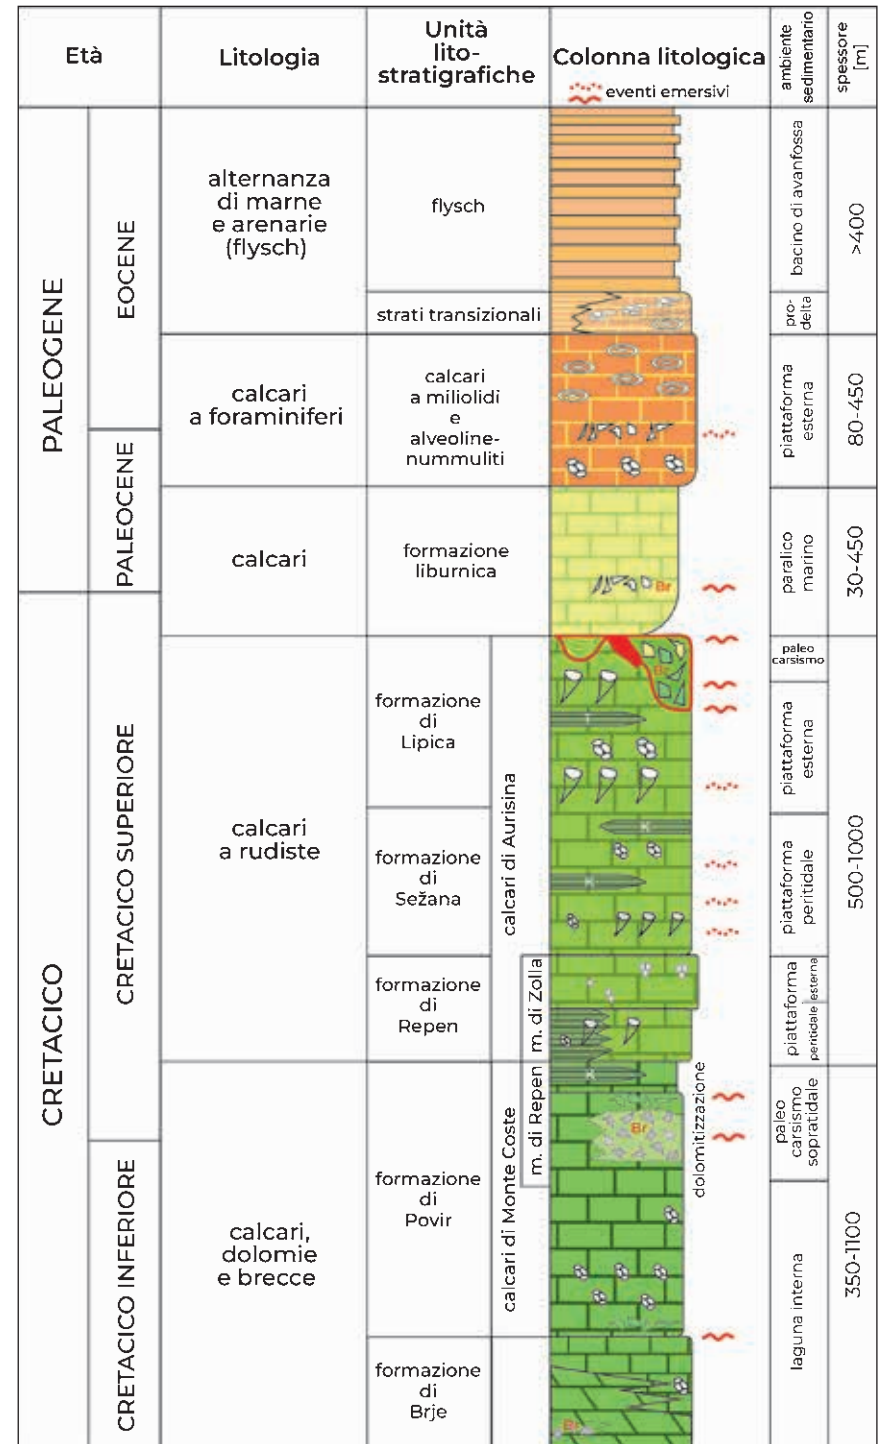 Età
Litologia
Unità
lito-
stratigrafiche
Colonna litologica
eventi emersivi
ambiente
sedimentario
spessore
[m]
PALEOGENE
EOCENE
alternanza
di marne
e arenarie
(flysch)
flysch
bacino di avanfossa
>400
strati transizionali
pro-
delta
calcari
a foraminiferi
calcari
a miliolidi
e
alveoline-
nummuliti
piattaforma
esterna
80-450
PALEOCENE
calcari
formazione
liburnica
Br
paralico
marino
30-450
CRETACICO
CRETACICO SUPERIORE
calcari
a rudiste
formazione
di
Lipica
calcari di Aurisina
Br
T
paleo
carsismo
piattaforma
esterna
500-1000
formazione
di
Sežana
K
K
piattaforma
peritidale
formazione
di
Repen
m. di Zolla
piattaforma
peritidale
esterna
CRETACICO INFERIORE
calcari,
dolomie
e brecce
formazione
di
Povir
calcari di Monte Coste
m. di Repen
K
Br
dolomitizzazione
paleo
carsismo
sopratidale
laguna interna
350-1100
formazione
di
Brje
Br